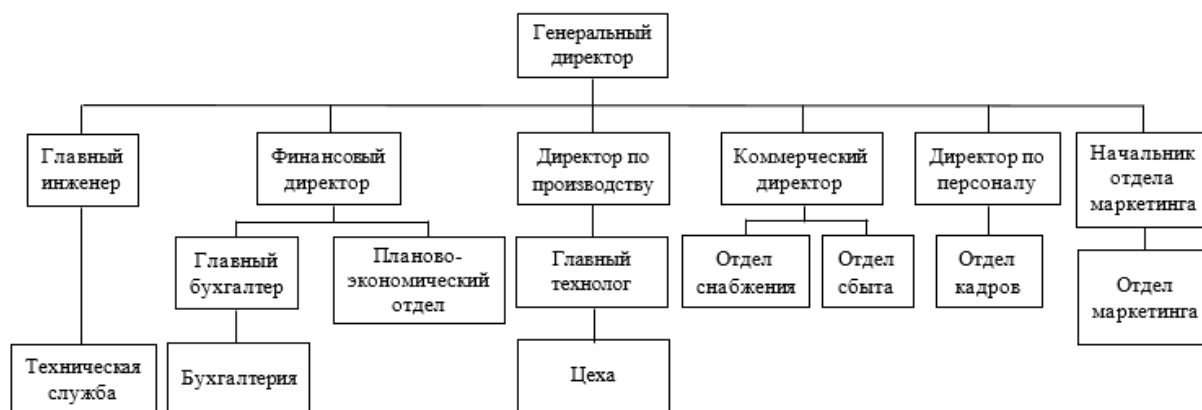 Генеральный
директор
Главный
инженер
Финансовый
директор
Директор по
производству
Коммерческий
директор
Директор по
персоналу
Начальник
отдела
маркетинга
Главный
бухгалтер
Планово-
экономический
отдел
Главный
технолог
Отдел
снабжения
Отдел
сбыта
Отдел
кадров
Отдел
маркетинга
Техническая
служба
Бухгалтерия
Цеха